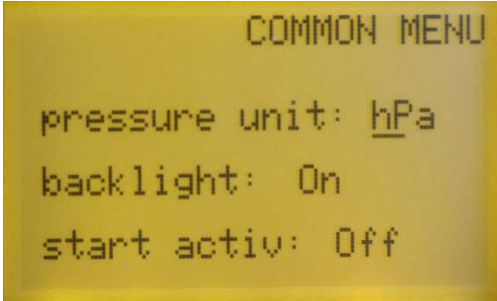 COMMON MENU
pressure unit: hPa
backlight: On
start activ: Off